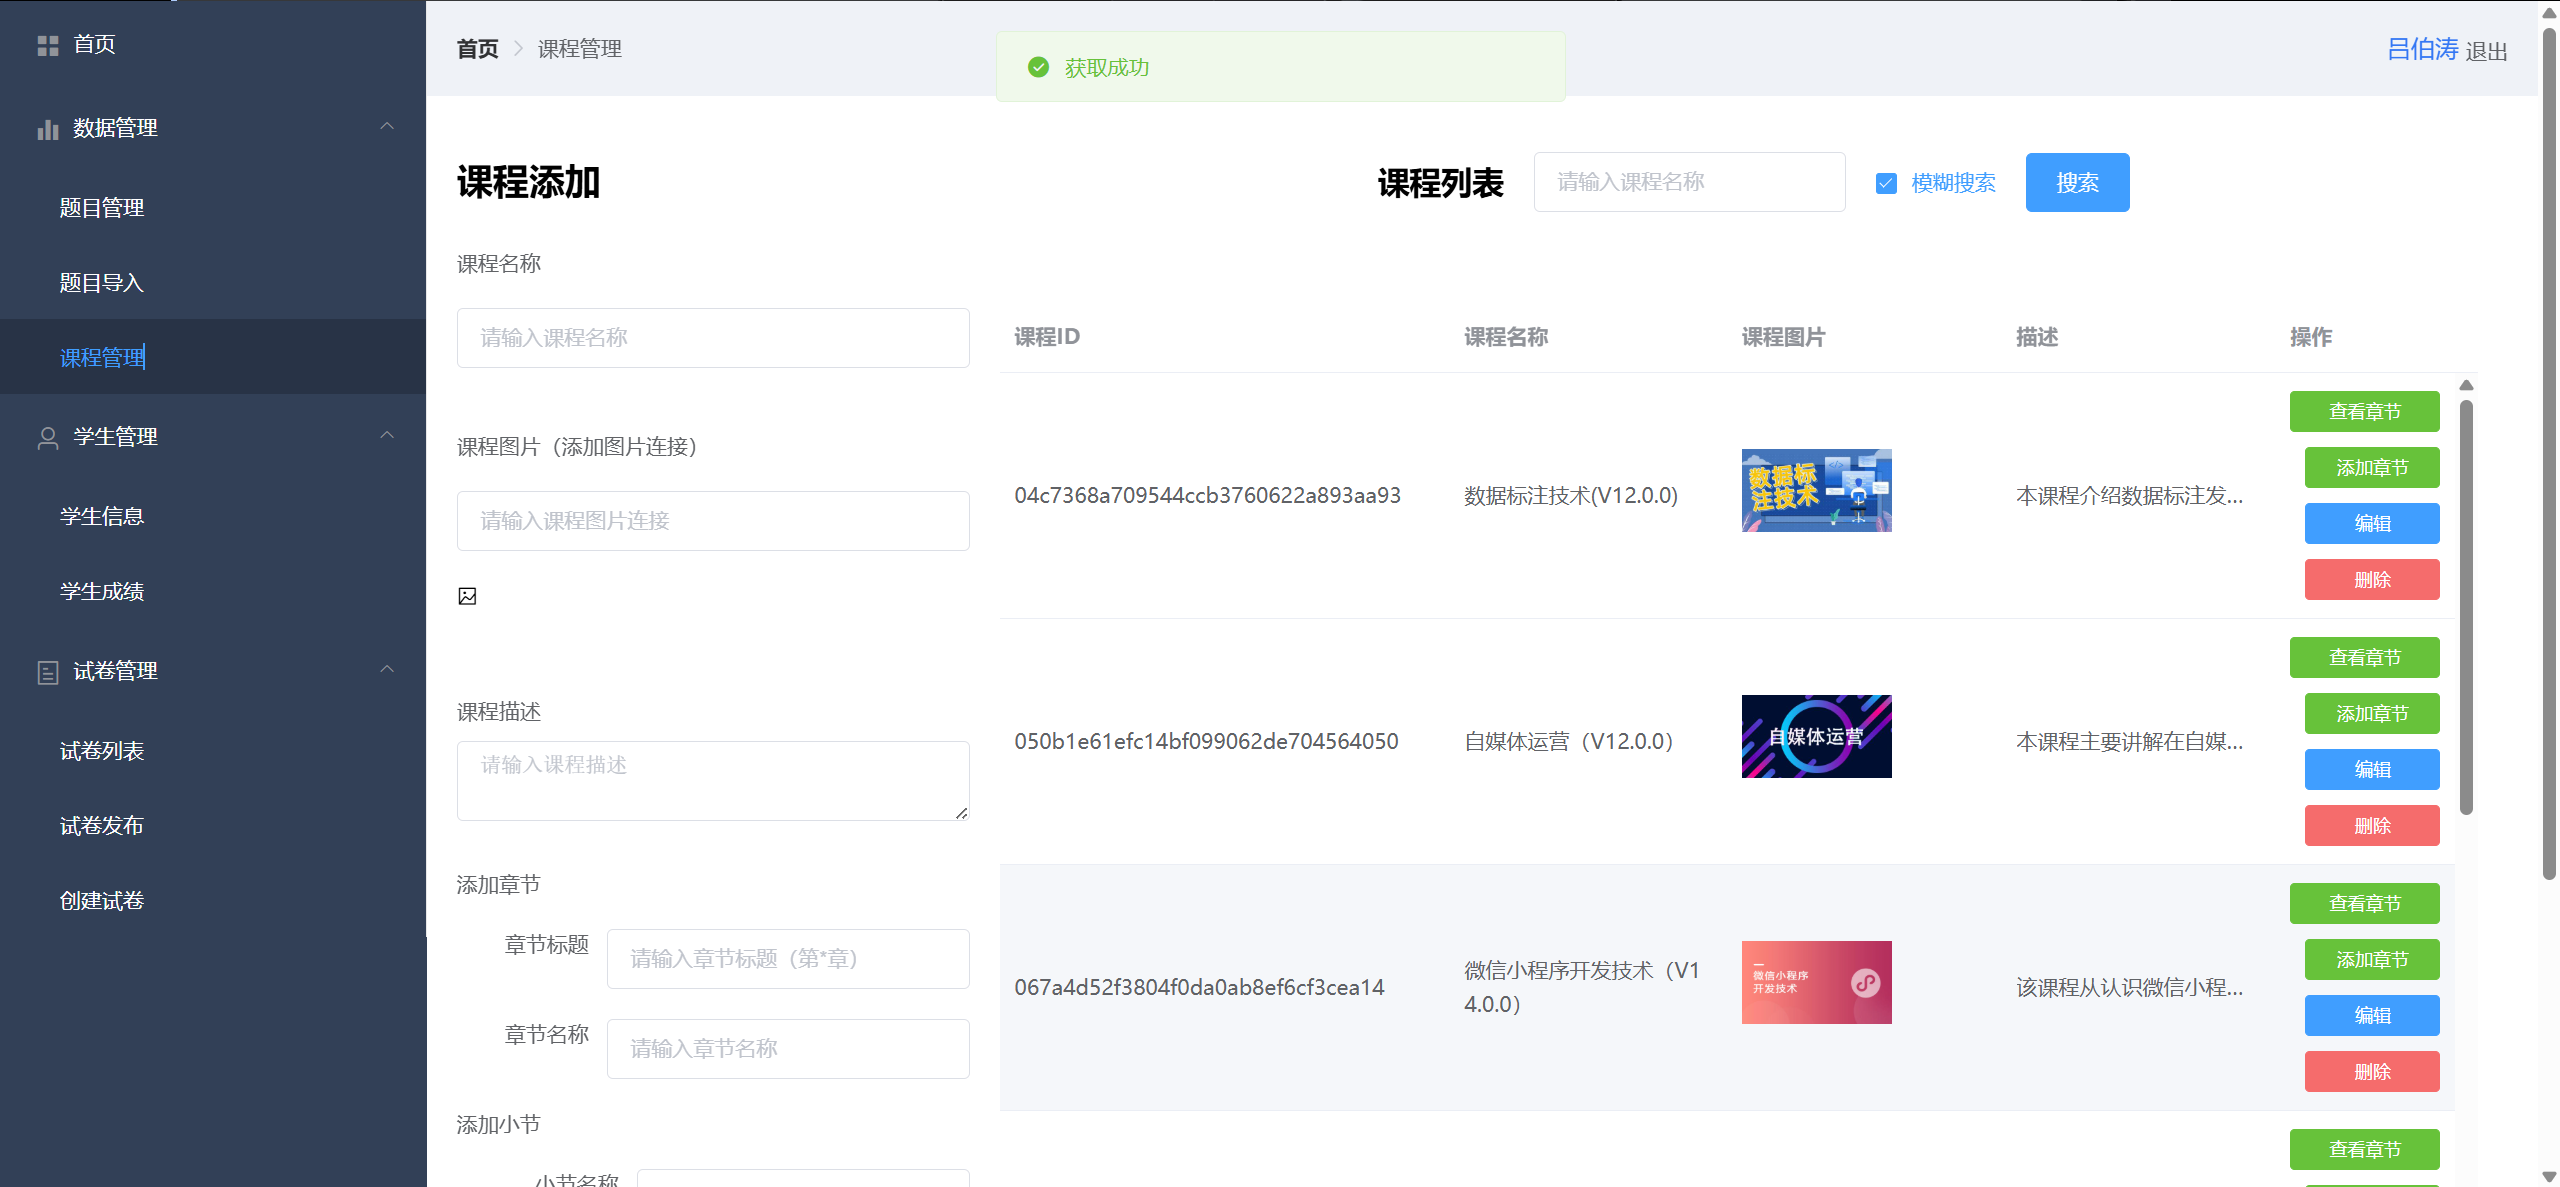 首页
数据管理
题目管理
题目导入
课程管理
学生管理
学生信息
学生成绩
试卷管理
试卷列表
试卷发布
创建试卷
首页 课程管理
获取成功
吕伯涛 退出
课程添加
课程名称
请输入课程名称
课程图片（添加图片连接）
请输入课程图片连接
课程描述
请输入课程描述
添加章节
章节标题 请输入章节标题（第*章）
章节名称 请输入章节名称
添加小节
小节名称
课程列表 请输入课程名称 模糊搜索 搜索
课程ID 课程名称 课程图片 描述 操作
04c7368a709544ccb3760622a893aa93 数据标注技术(V12.0.0)
数据标
注技术
本课程介绍数据标注发...
查看章节
添加章节
编辑
删除
050b1e61efc14bf099062de704564050 自媒体运营（V12.0.0）
自媒体运营
本课程主要讲解在自媒...
查看章节
添加章节
编辑
删除
067a4d52f3804f0da0ab8ef6cf3cea14
微信小程序开发技术（V1
4.0.0）
微信小程序
开发技术
该课程从认识微信小程...
查看章节
添加章节
编辑
删除
查看章节